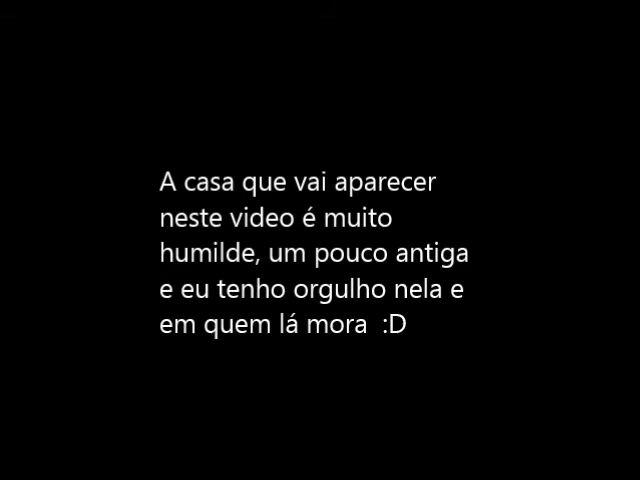 A casa que vai aparecer
neste video é muito
humilde, um pouco antiga
e eu tenho orgulho nela e
em quem lá mora  :D